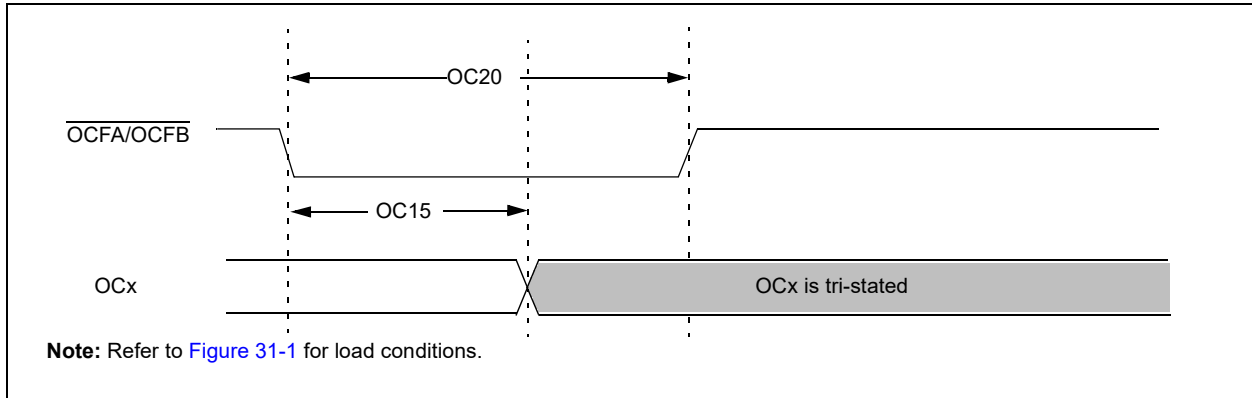 OC20
OCFA/OCFB
OC15
OCx
OCx is tri-stated
Note: Refer to Figure 31-1 for load conditions.